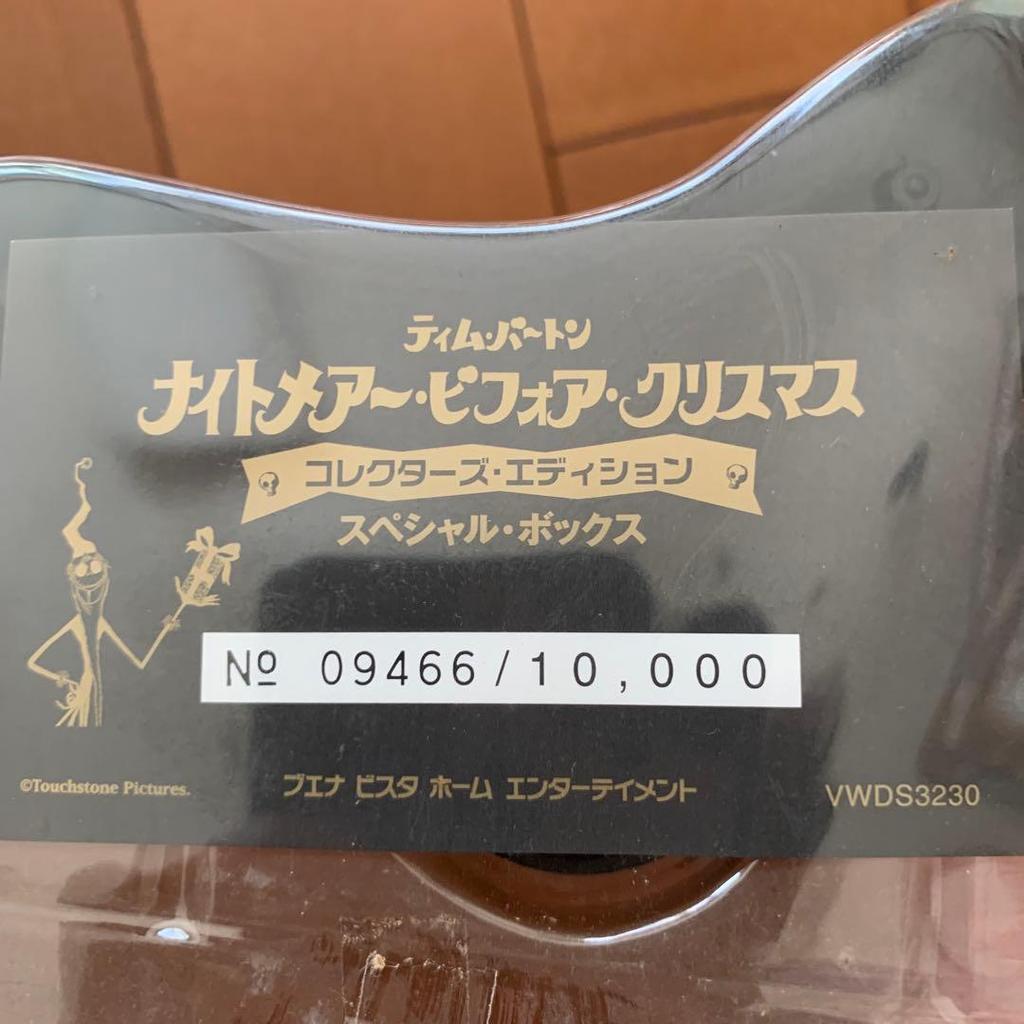 ティム・バートン
ナイトメアー・ビフォア・クリスマス
コレクターズ・エディション
スペシャル・ボックス
№ 09466/10,000
©Touchstone Pictures.
ブエナ ビスタ ホーム エンターテイメント
VWDS3230